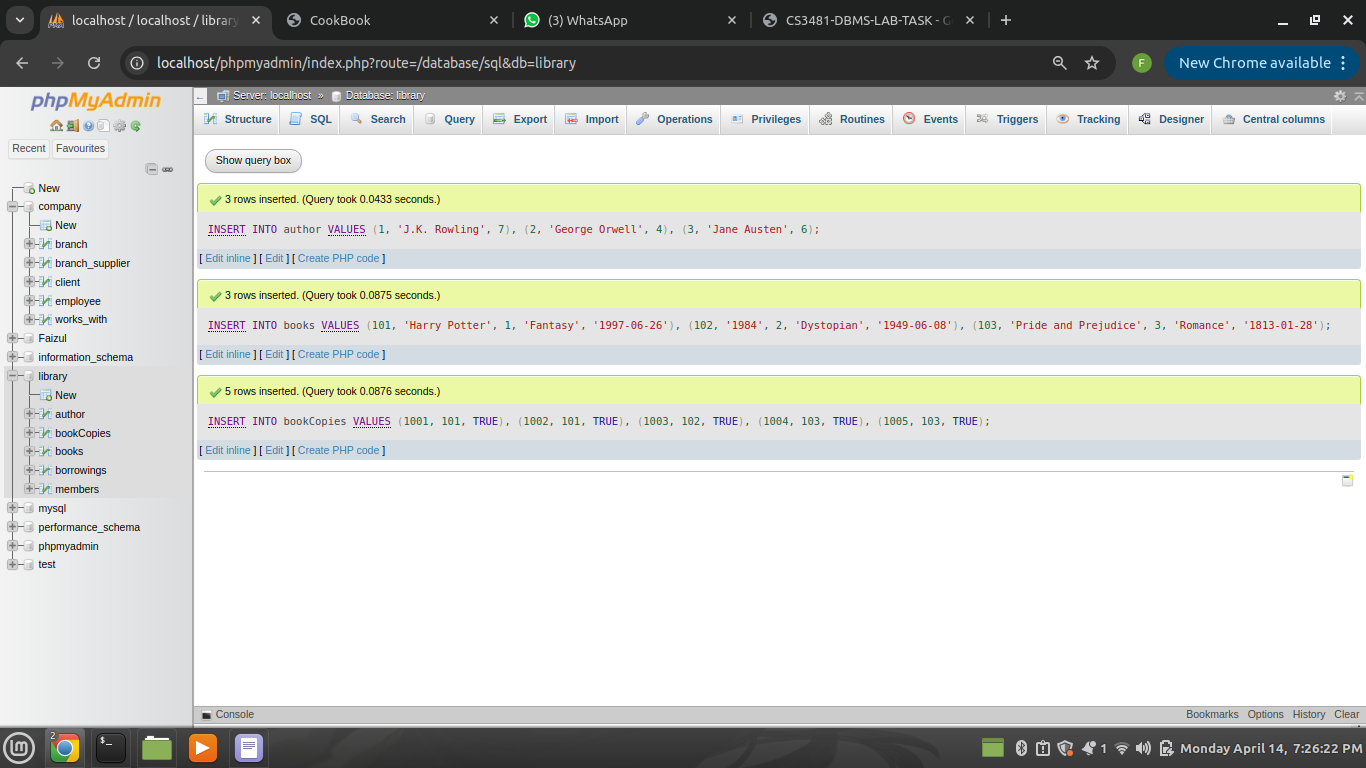 localhost / localhost / library
CookBook
(3) WhatsApp
CS3481-DBMS-LAB-TASK - G
localhost/phpmyadmin/index.php?route=/database/sql&db=library
F
New Chrome available
phpMyAdmin
Recent
Favourites
New
company
New
branch
branch_supplier
client
employee
works_with
Faizul
information_schema
library
New
author
bookCopies
books
borrowings
members
mysql
performance_schema
phpmyadmin
test
Server: localhost » Database: library
Structure SQL Search Query Export Import Operations Privileges Routines Events Triggers Tracking Designer Central columns
Show query box
3 rows inserted. (Query took 0.0433 seconds.)
INSERT INTO author VALUES (1, 'J.K. Rowling', 7), (2, 'George Orwell', 4), (3, 'Jane Austen', 6);
[ Edit inline ] [ Edit ] [ Create PHP code ]
3 rows inserted. (Query took 0.0875 seconds.)
INSERT INTO books VALUES (101, 'Harry Potter', 1, 'Fantasy', '1997-06-26'), (102, '1984', 2, 'Dystopian', '1949-06-08'), (103, 'Pride and Prejudice', 3, 'Romance', '1813-01-28');
[ Edit inline ] [ Edit ] [ Create PHP code ]
5 rows inserted. (Query took 0.0876 seconds.)
INSERT INTO bookCopies VALUES (1001, 101, TRUE), (1002, 101, TRUE), (1003, 102, TRUE), (1004, 103, TRUE), (1005, 103, TRUE);
[ Edit inline ] [ Edit ] [ Create PHP code ]
Console
Bookmarks Options History Clear
2
$_
1
Monday April 14, 7:26:22 PM